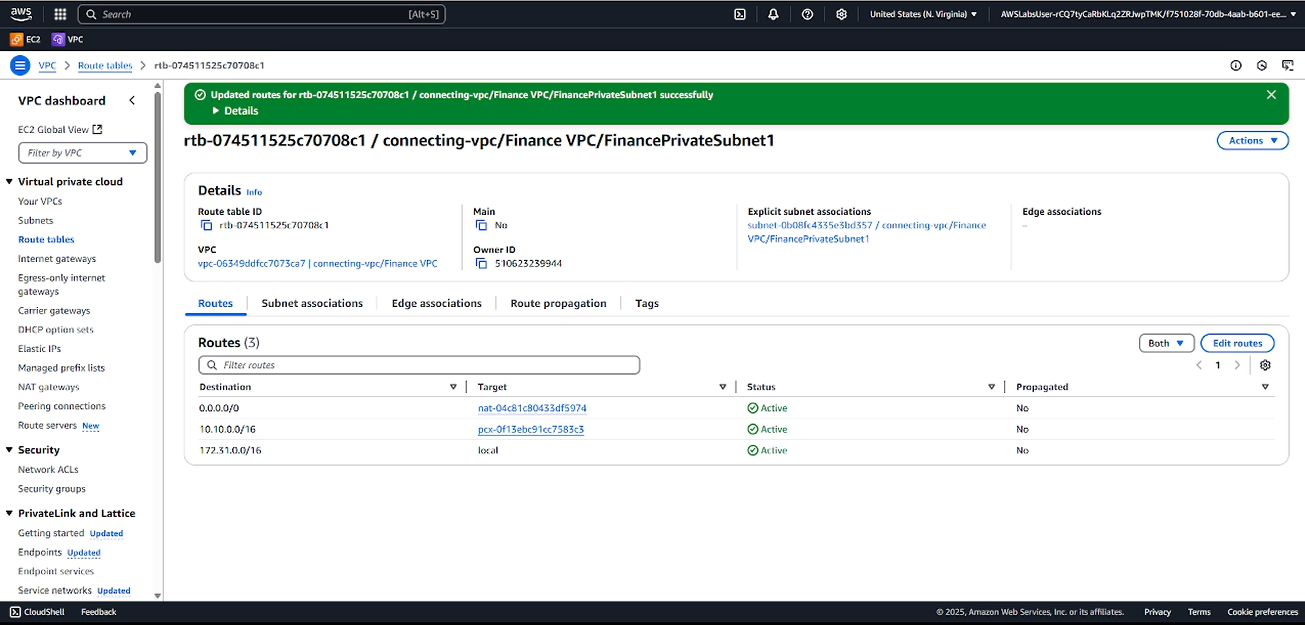 aws Search [Alt+S] United States (N. Virginia) AWSLabsUser-rCQ7tyCaRbKLq2ZRJwpTMK/f751028f-70db-4aab-b601-ee...
EC2 VPC
VPC > Route tables > rtb-074511525c70708c1
VPC dashboard
EC2 Global View
Filter by VPC
Virtual private cloud
Your VPCs
Subnets
Route tables
Internet gateways
Egress-only internet
gateways
Carrier gateways
DHCP option sets
Elastic IPs
Managed prefix lists
NAT gateways
Peering connections
Route servers New
Security
Network ACLs
Security groups
PrivateLink and Lattice
Getting started Updated
Endpoints Updated
Endpoint services
Service networks Updated
Updated routes for rtb-074511525c70708c1 / connecting-vpc/Finance VPC/FinancePrivateSubnet1 successfully
Details
rtb-074511525c70708c1 / connecting-vpc/Finance VPC/FinancePrivateSubnet1
Actions
Details Info
Route table ID
rtb-074511525c70708c1
VPC
vpc-06349ddfcc7073ca7 | connecting-vpc/Finance VPC
Main
No
Owner ID
510623239944
Explicit subnet associations
subnet-0b08fc4335e3bd357 / connecting-vpc/Finance
VPC/FinancePrivateSubnet1
Edge associations
–
Routes Subnet associations Edge associations Route propagation Tags
Routes (3)
Both Edit routes
Filter routes
1
Destination Target Status Propagated
0.0.0.0/0 nat-04c81c80433df5974 Active No
10.10.0.0/16 pcx-0f13ebc91cc7583c3 Active No
172.31.0.0/16 local Active No
CloudShell Feedback © 2025, Amazon Web Services, Inc. or its affiliates. Privacy Terms Cookie preferences